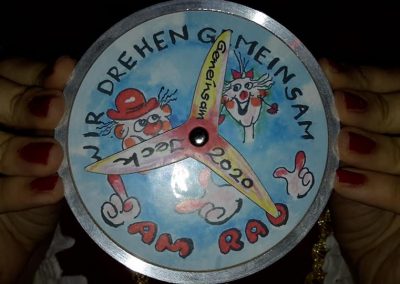 WIR DREHEN GEMEINSAM
AM RAD
Gemeinsam
Jeck
2020